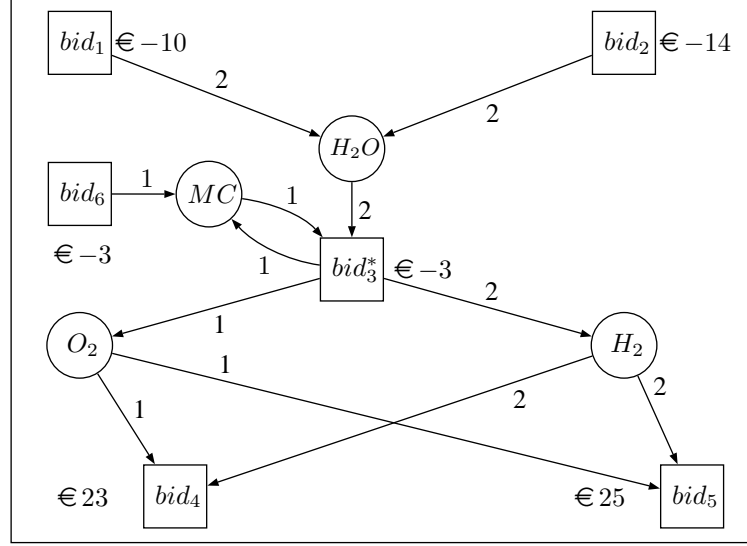 bid₁ €−10
bid₂ €−14
2
2
H₂O
bid₆
1
MC
1
2
€−3
1
bid₃* €−3
2
1
O₂
1
H₂
2
2
1
€23
bid₄
€25
bid₅